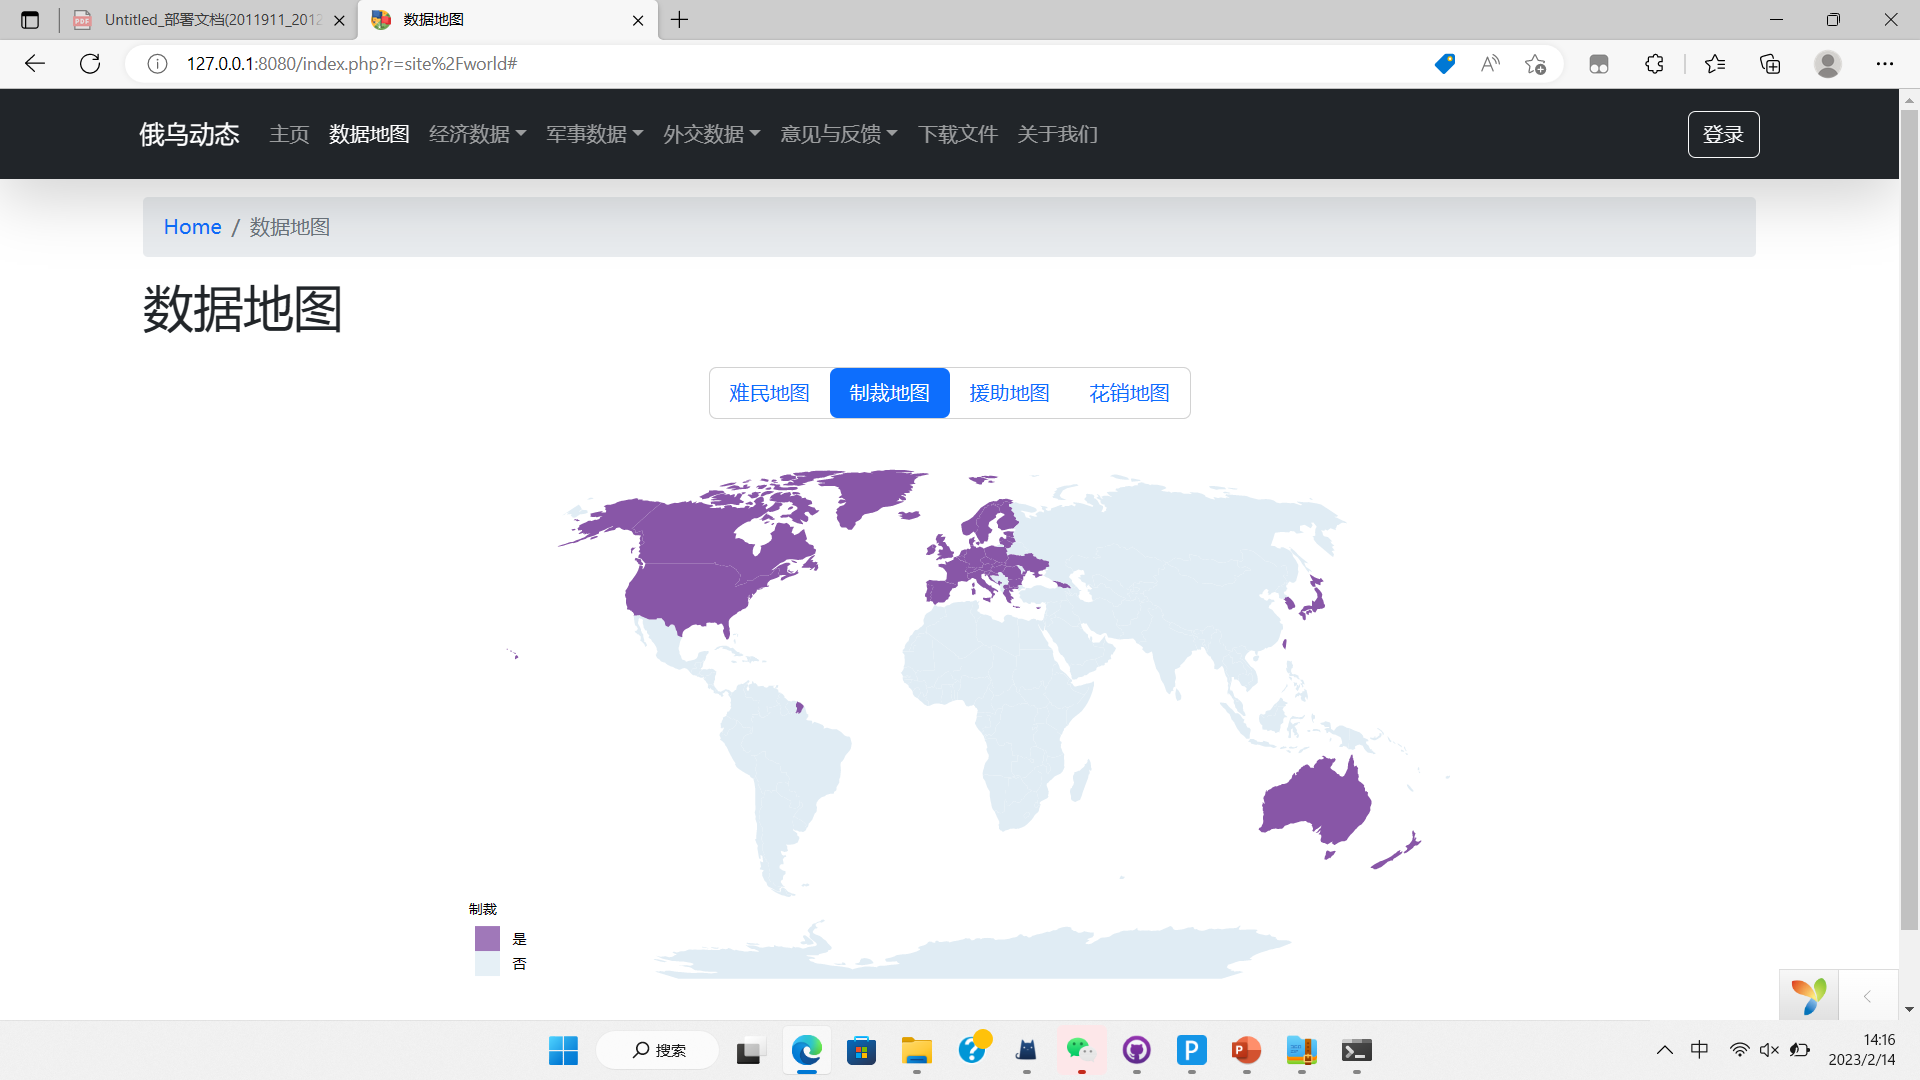 Untitled_部署文档(2011911_2012
数据地图
127.0.0.1:8080/index.php?r=site%2Fworld#
俄乌动态 主页 数据地图 经济数据 军事数据 外交数据 意见与反馈 下载文件 关于我们 登录
Home / 数据地图
数据地图
难民地图 制裁地图 援助地图 花销地图
制裁
是
否
搜索
中
14:16
2023/2/14